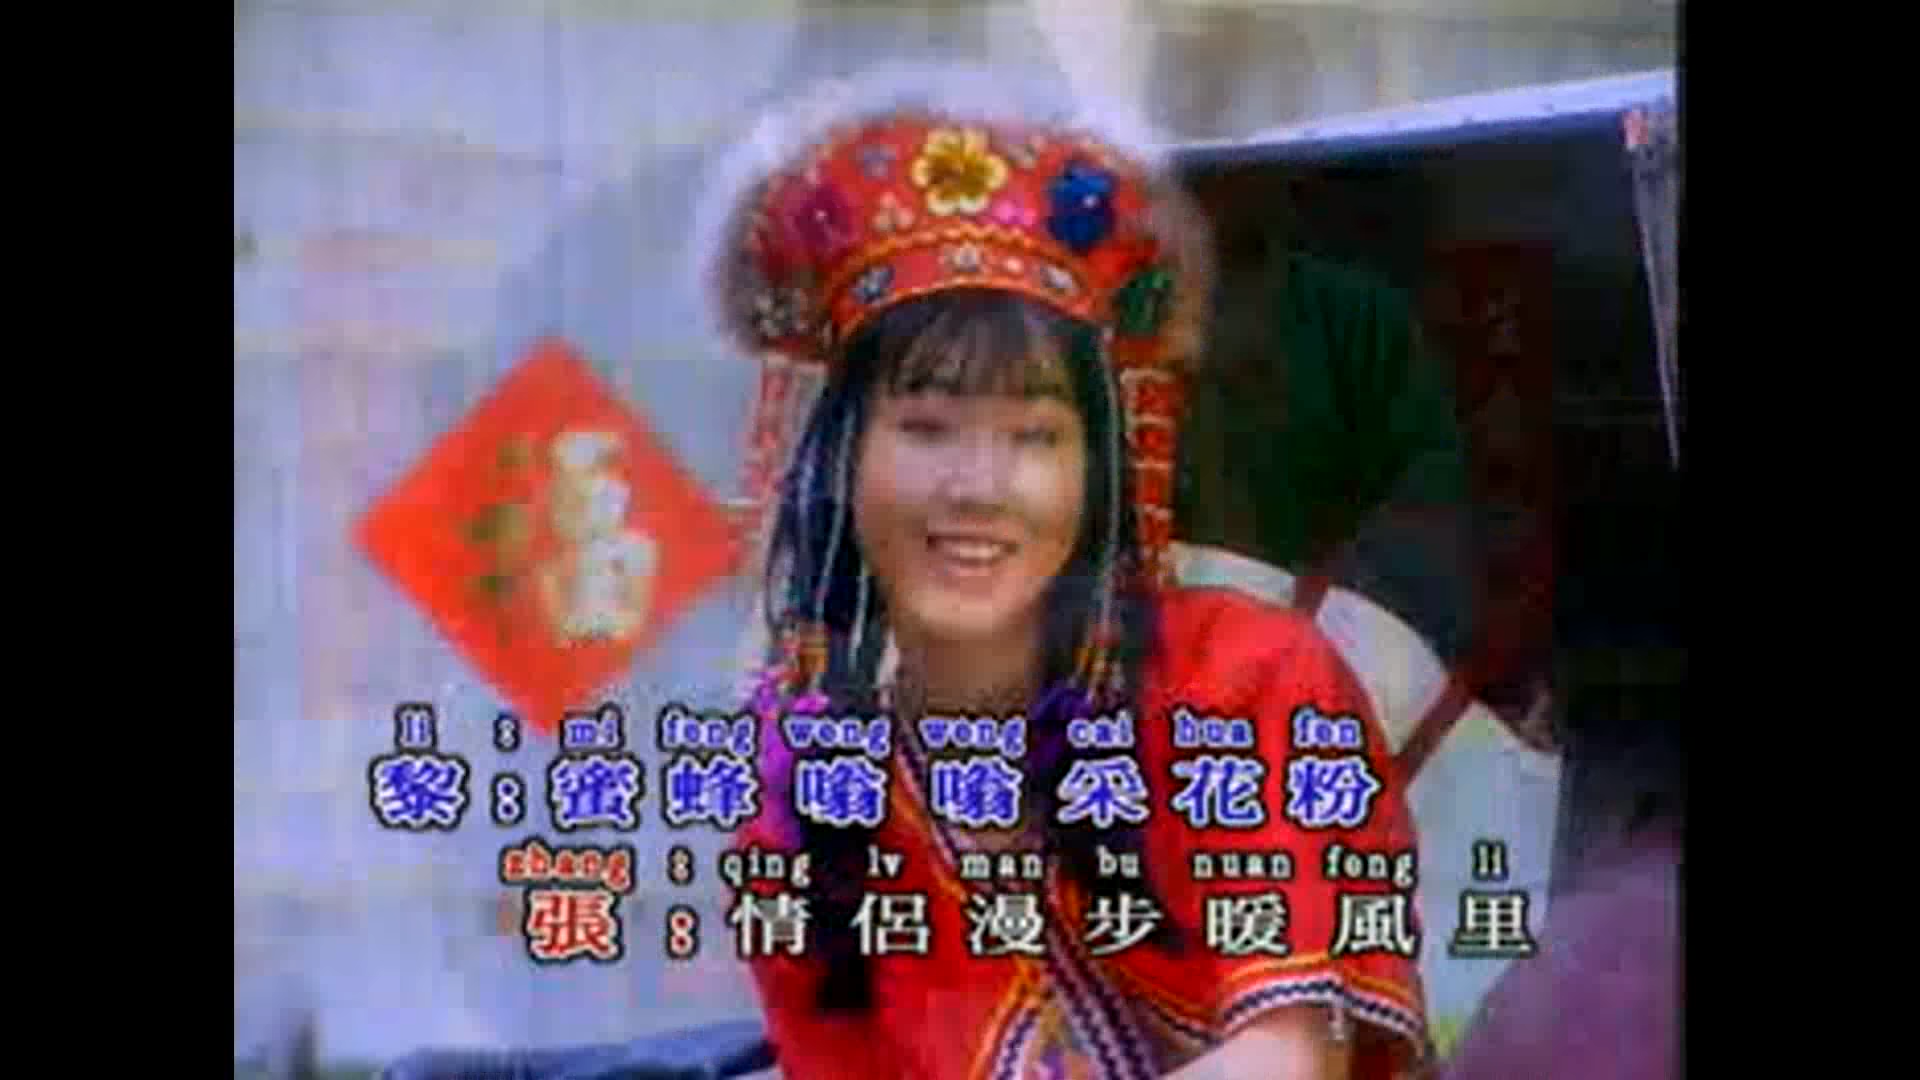 li : mi feng weng weng cai hua fen
黎：蜜蜂嗡嗡采花粉
zhang : qing lv man bu nuan feng li
張：情侶漫步暖風里